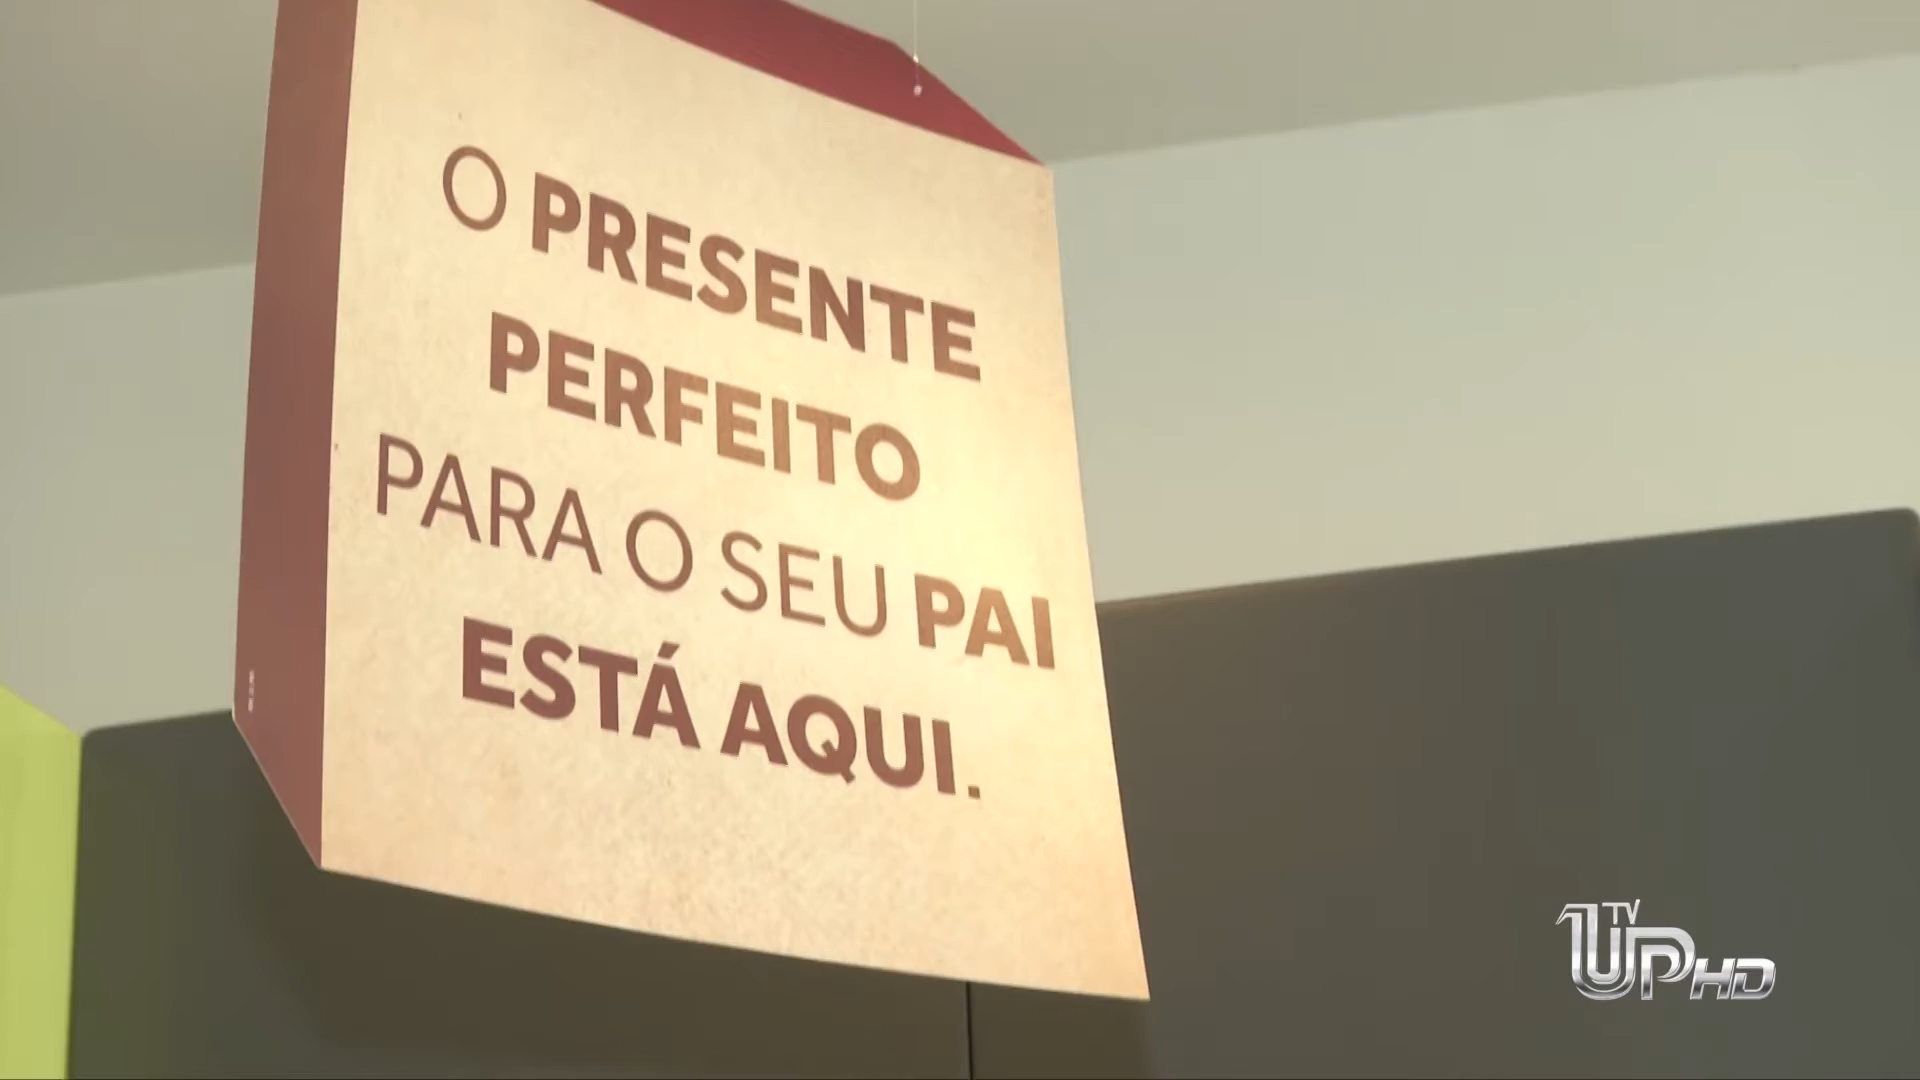 O PRESENTE
PERFEITO
PARA O SEU PAI
ESTÁ AQUI.
TV
UP HD